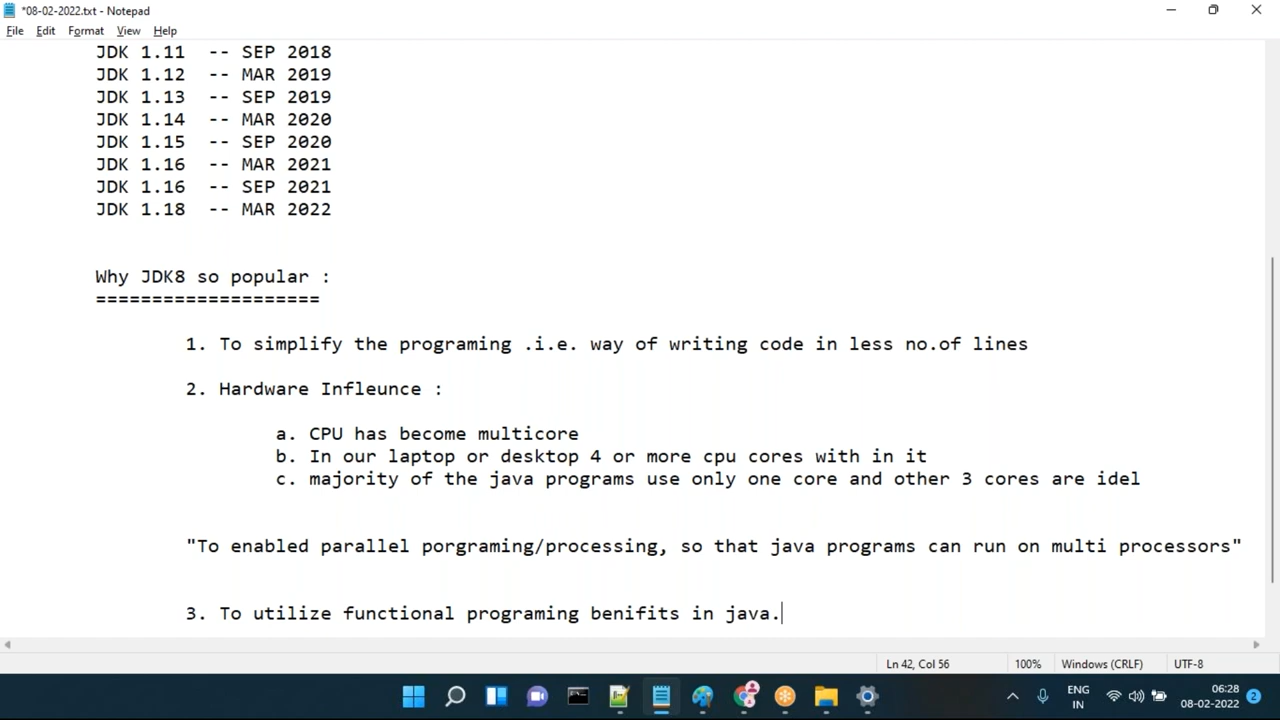 *08-02-2022.txt - Notepad
File Edit Format View Help
JDK 1.11 -- SEP 2018
JDK 1.12 -- MAR 2019
JDK 1.13 -- SEP 2019
JDK 1.14 -- MAR 2020
JDK 1.15 -- SEP 2020
JDK 1.16 -- MAR 2021
JDK 1.16 -- SEP 2021
JDK 1.18 -- MAR 2022
Why JDK8 so popular :
====================
1. To simplify the programing .i.e. way of writing code in less no.of lines
2. Hardware Infleunce :
a. CPU has become multicore
b. In our laptop or desktop 4 or more cpu cores with in it
c. majority of the java programs use only one core and other 3 cores are idel
"To enabled parallel porgraming/processing, so that java programs can run on multi processors"
3. To utilize functional programing benifits in java.
Ln 42, Col 56 100% Windows (CRLF) UTF-8
ENG 06:28
IN 08-02-2022 2